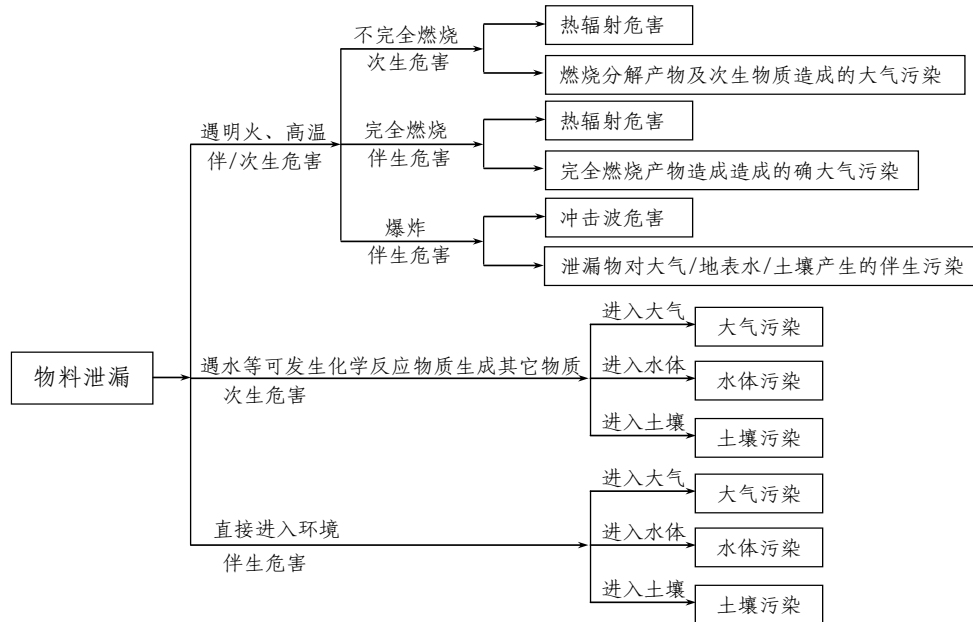 不完全燃烧
次生危害
热辐射危害
燃烧分解产物及次生物质造成的大气污染
遇明火、高温
伴/次生危害
完全燃烧
伴生危害
热辐射危害
完全燃烧产物造成造成的确大气污染
爆炸
伴生危害
冲击波危害
泄漏物对大气/地表水/土壤产生的伴生污染
物料泄漏
遇水等可发生化学反应物质生成其它物质
次生危害
进入大气
大气污染
进入水体
水体污染
进入土壤
土壤污染
直接进入环境
伴生危害
进入大气
大气污染
进入水体
水体污染
进入土壤
土壤污染